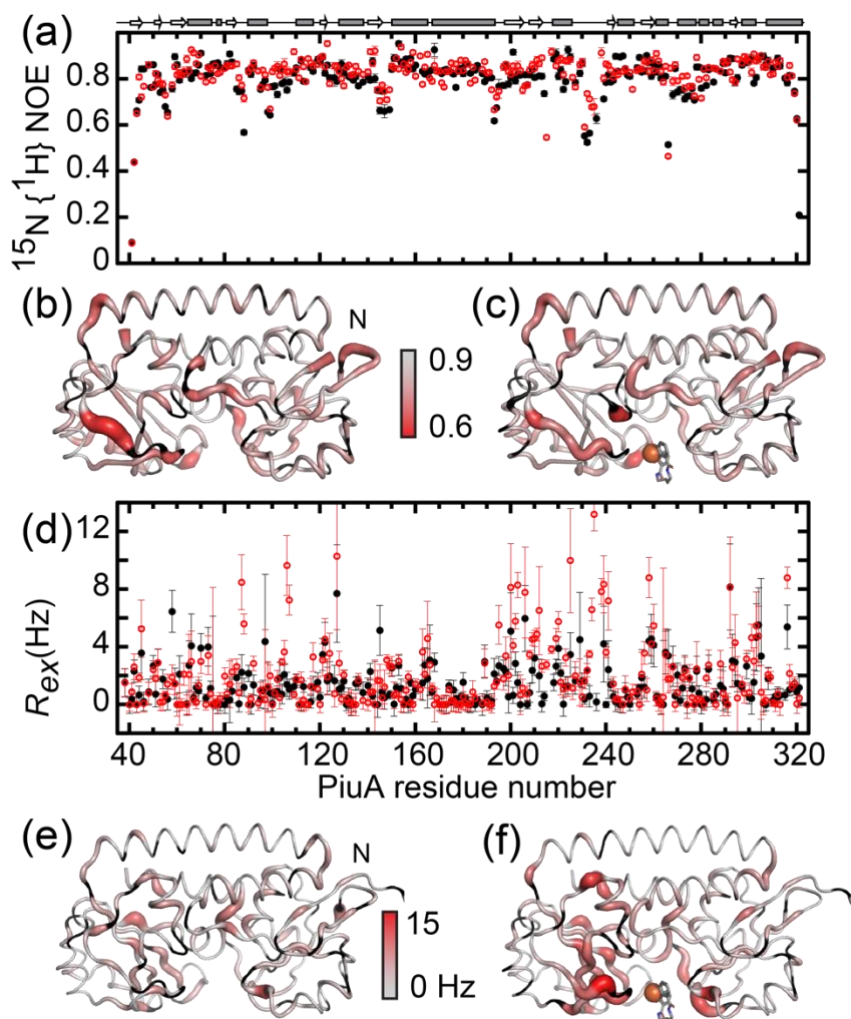 (a)
0.8
0.6
0.4
0.2
0
15N {1H} NOE
(b)
N
0.9
0.6
(c)
(d)
12
8
4
0
Rex(Hz)
40 80 120 160 200 240 280 320
PiuA residue number
(e)
N
15
0 Hz
(f)